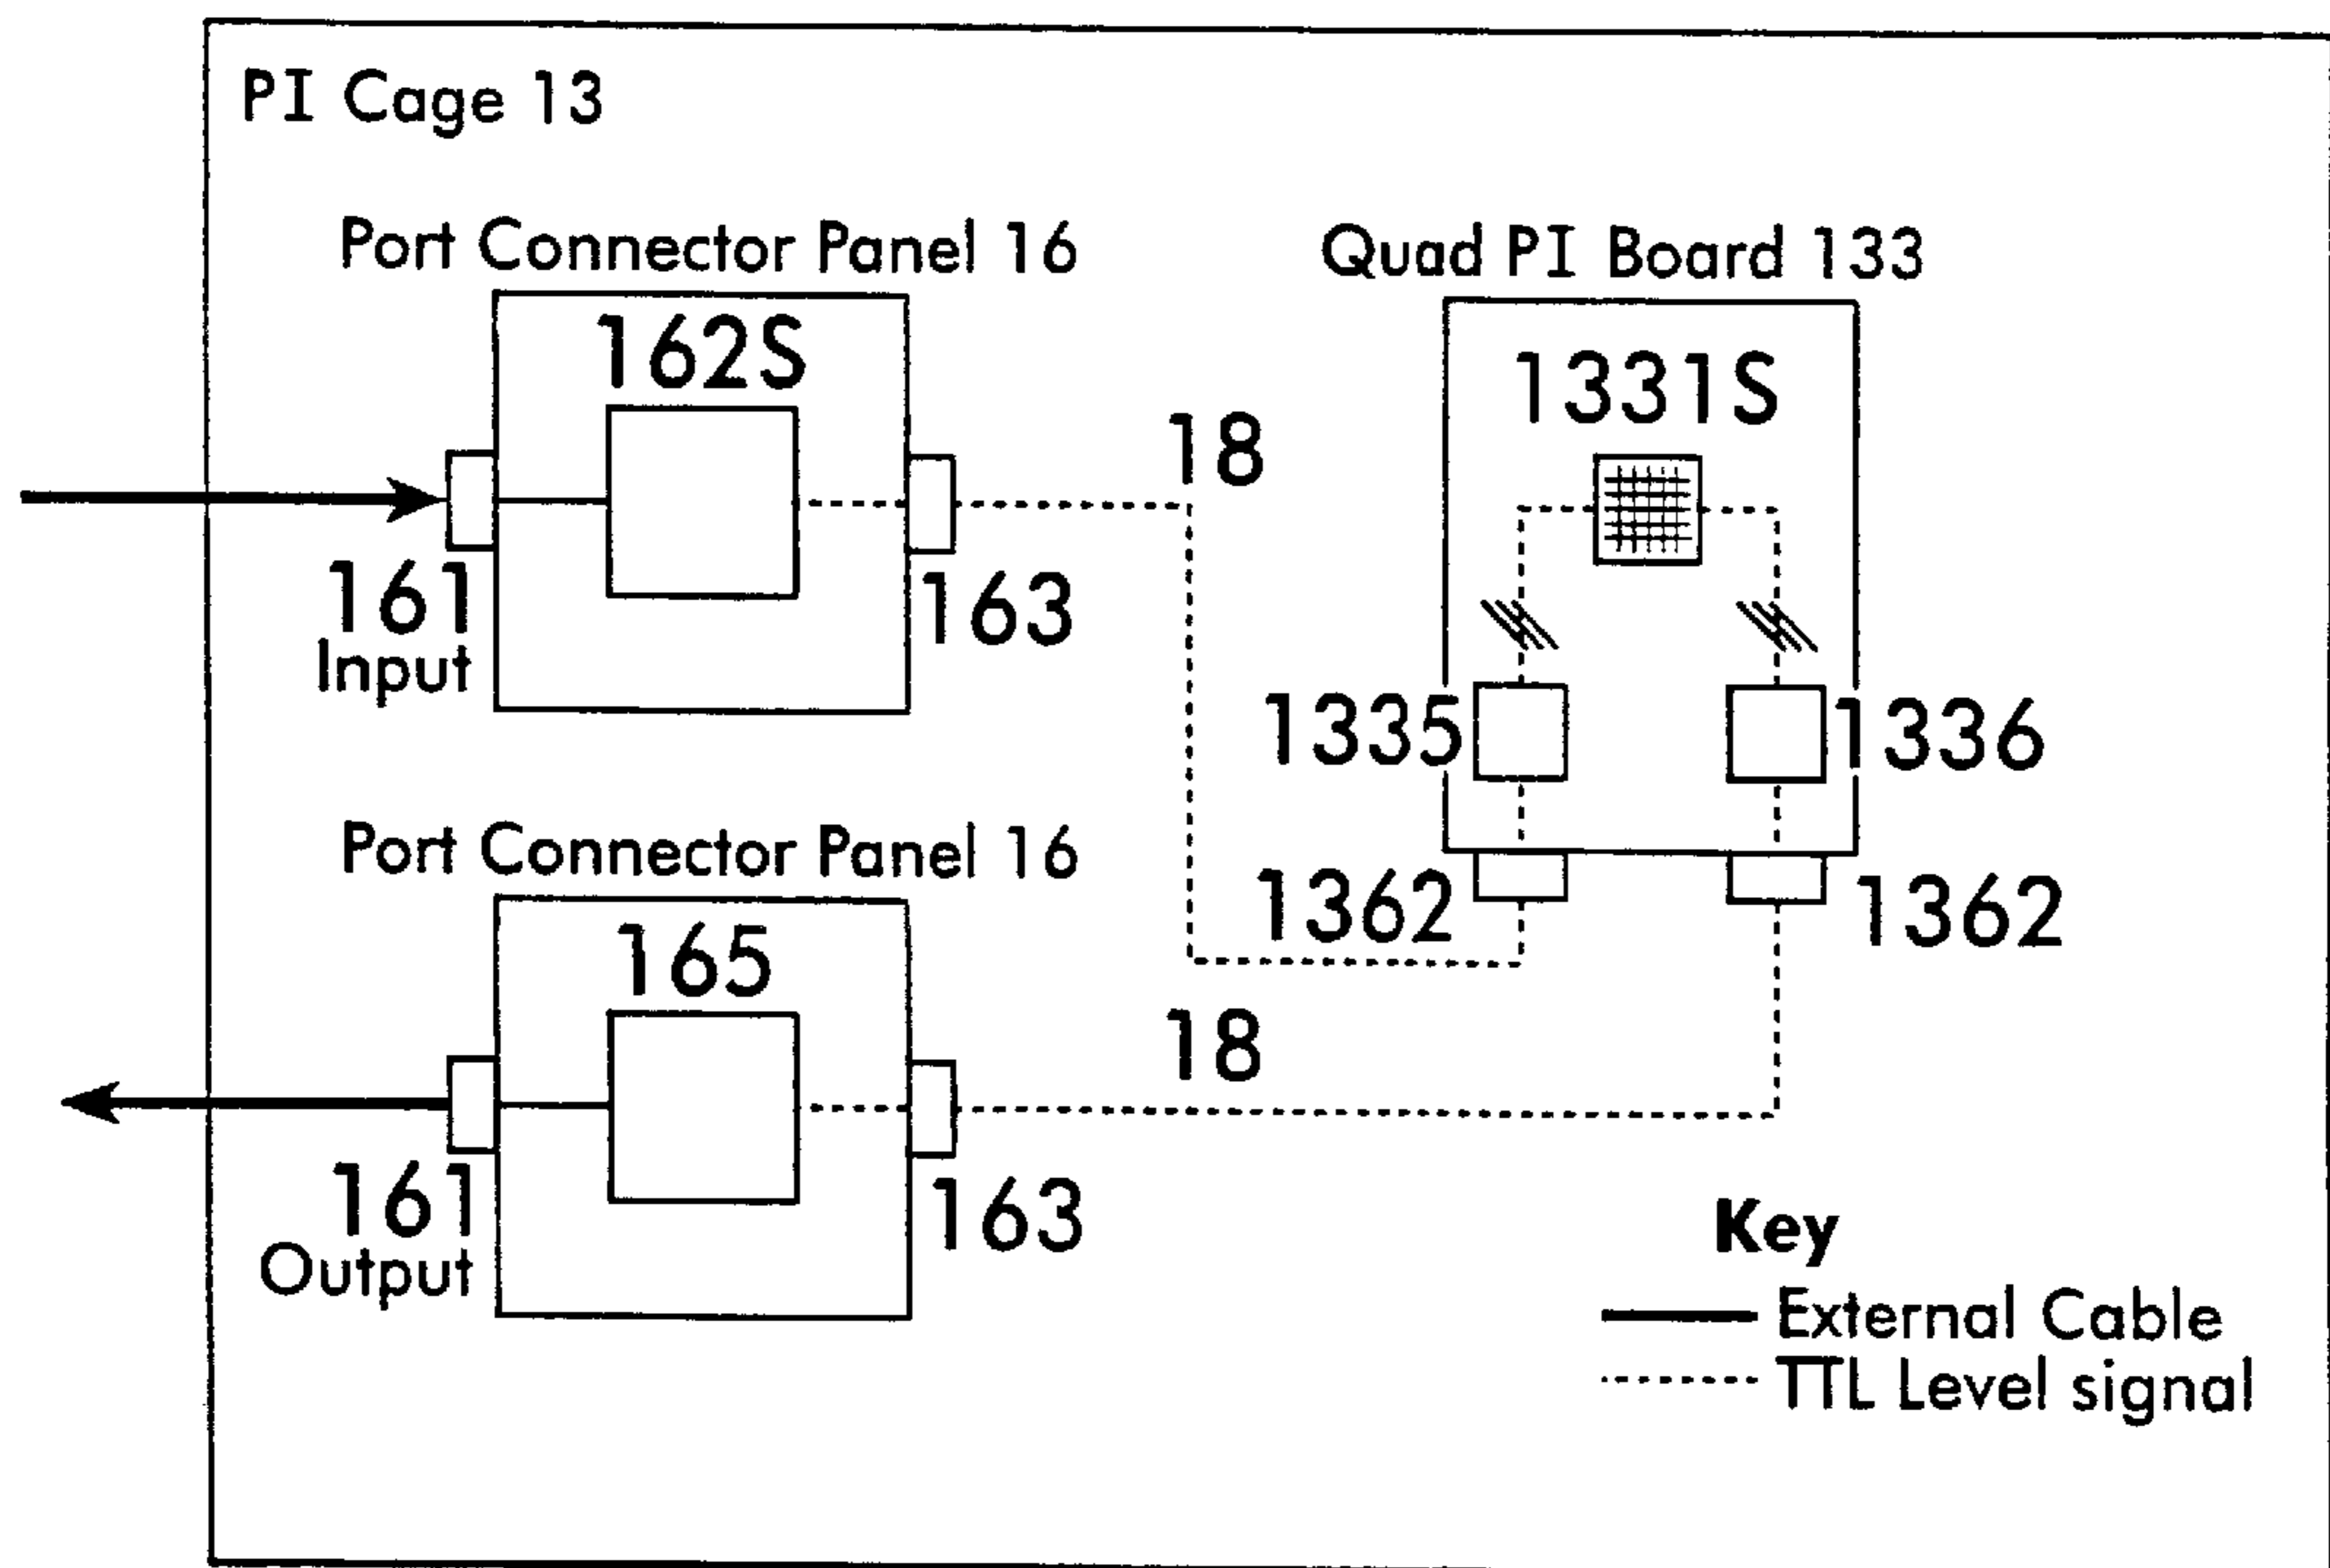 PI Cage 13
Port Connector Panel 16
162S
161
Input
163
18
Quad PI Board 133
1331S
1335
1336
1362
1362
Port Connector Panel 16
165
161
Output
163
18
Key
External Cable
TTL Level signal